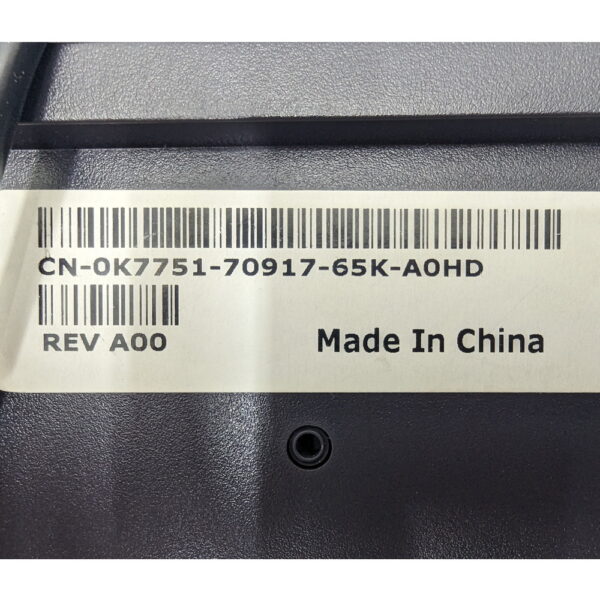 CN-0K7751-70917-65K-A0HD
REV A00
Made In China